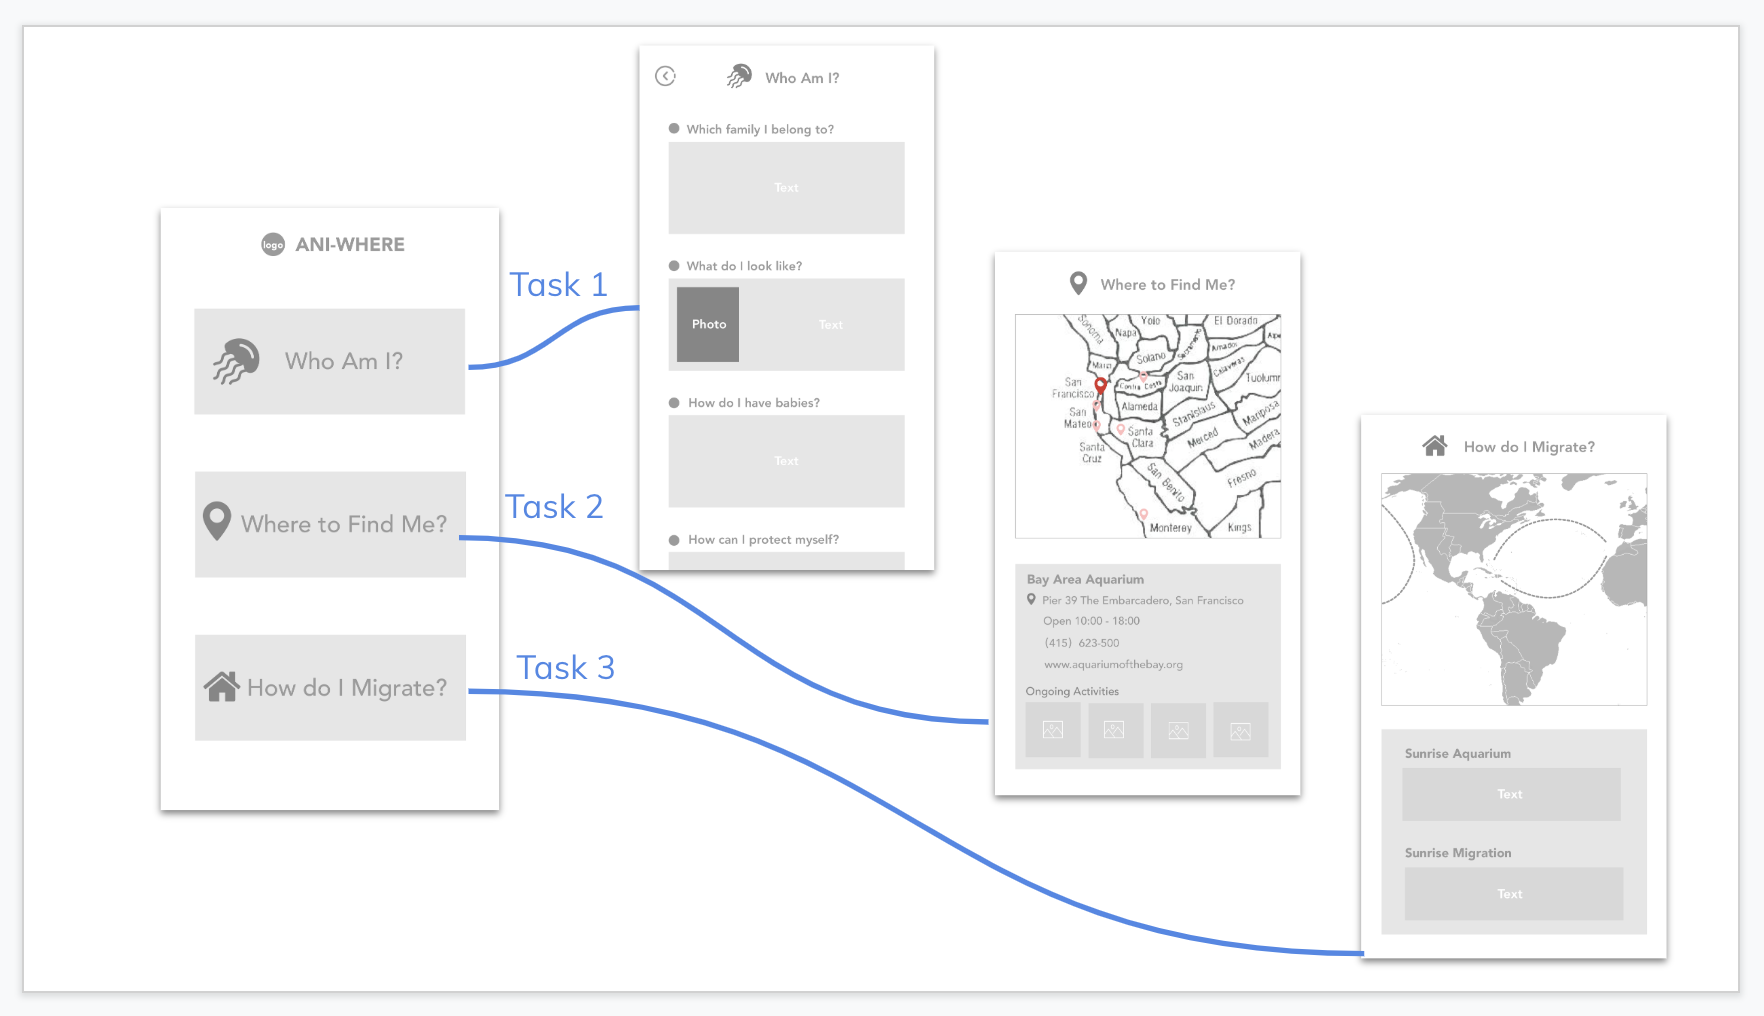 logo ANI-WHERE
Who Am I?
Where to Find Me?
How do I Migrate?
Task 1
Task 2
Task 3
Who Am I?
Which family I belong to?
Text
What do I look like?
Photo
Text
How do I have babies?
Text
How can I protect myself?
Where to Find Me?
Sonoma
Napa
Yolo
El Dorado
Sacramento
Amador
Alpi
Solano
Calaveras
Marin
San
Francisco
Contra Costa
San
Joaquin
Tuolumn
San
Mateo
Alameda
Stanislaus
Mariposa
Santa
Clara
Merced
Madera
Santa
Cruz
San Benito
Fresno
Monterey
Kings
Bay Area Aquarium
Pier 39 The Embarcadero, San Francisco
Open 10:00 - 18:00
(415) 623-500
www.aquariumofthebay.org
Ongoing Activities
How do I Migrate?
Sunrise Aquarium
Text
Sunrise Migration
Text